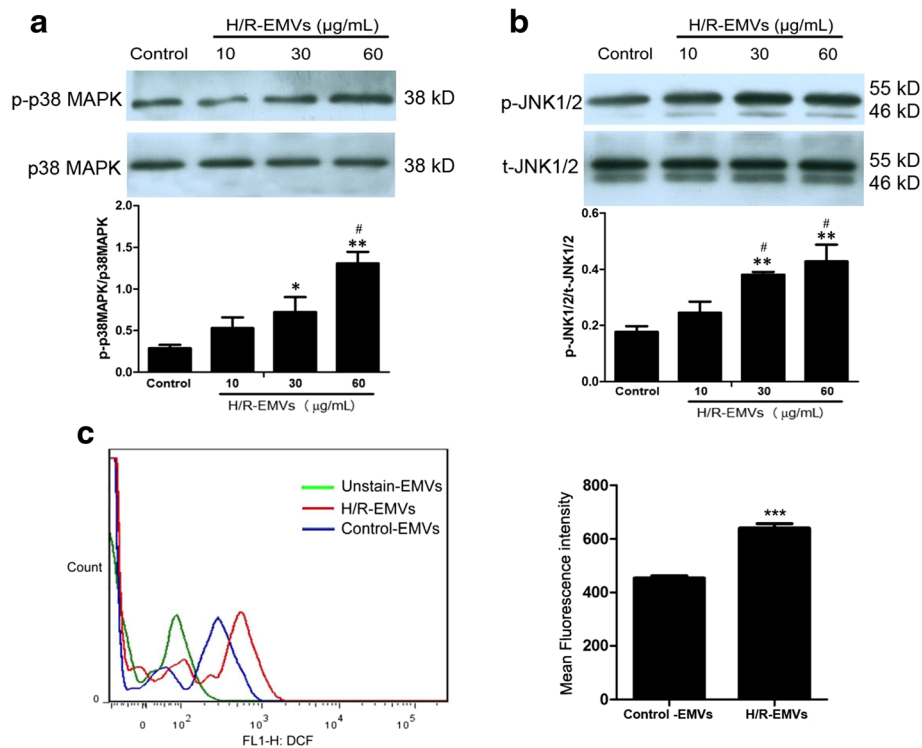 a
H/R-EMVs (μg/mL)
Control 10 30 60
p-p38 MAPK 38 kD
p38 MAPK 38 kD
p-p38MAPK/p38MAPK
2.0
1.5
1.0
0.5
0.0
*
#
**
Control 10 30 60
H/R-EMVs ( μg/mL)
b
H/R-EMVs (μg/mL)
Control 10 30 60
p-JNK1/2 55 kD
46 kD
t-JNK1/2 55 kD
46 kD
p-JNK1/2/t-JNK1/2
0.6
0.4
0.2
0.0
#
**
#
**
Control 10 30 60
H/R-EMVs (μg/mL)
c
Unstain-EMVs
H/R-EMVs
Control-EMVs
Count
0
0 10² 10³ 10⁴ 10⁵
FL1-H: DCF
Mean Fluorescence intensity
800
600
400
200
0
***
Control -EMVs H/R-EMVs